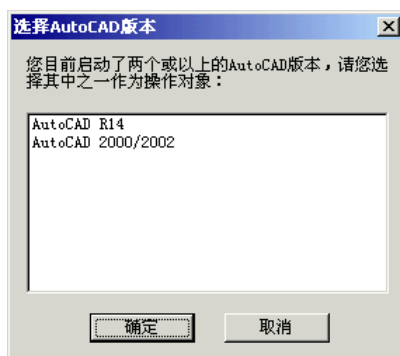 选择AutoCAD版本
您目前启动了两个或以上的AutoCAD版本，请您选
择其中之一作为操作对象：
AutoCAD R14
AutoCAD 2000/2002
确定
取消